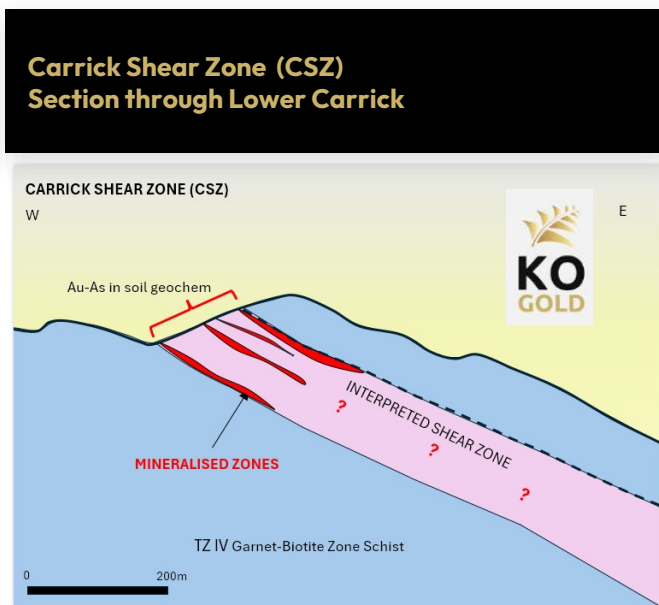 Carrick Shear Zone (CSZ)
Section through Lower Carrick
CARRICK SHEAR ZONE (CSZ)
W
E
KO
GOLD
Au-As in soil geochem
INTERPRETED SHEAR ZONE
?
?
?
MINERALISED ZONES
TZ IV Garnet-Biotite Zone Schist
0
200m